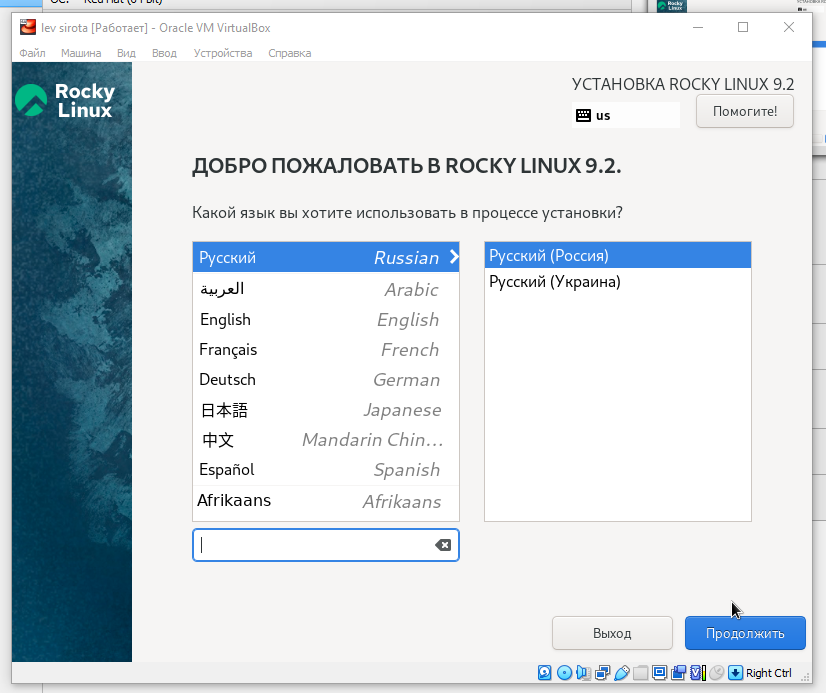 lev sirota [Работает] - Oracle VM VirtualBox
Файл Машина Вид Ввод Устройства Справка
Rocky
Linux
УСТАНОВКА ROCKY LINUX 9.2
us
Помогите!
ДОБРО ПОЖАЛОВАТЬ В ROCKY LINUX 9.2.
Какой язык вы хотите использовать в процессе установки?
Русский Russian
العربية Arabic
English English
Français French
Deutsch German
日本語 Japanese
中文 Mandarin Chin…
Español Spanish
Afrikaans Afrikaans
Русский (Россия)
Русский (Украина)
Выход
Продолжить
Right Ctrl